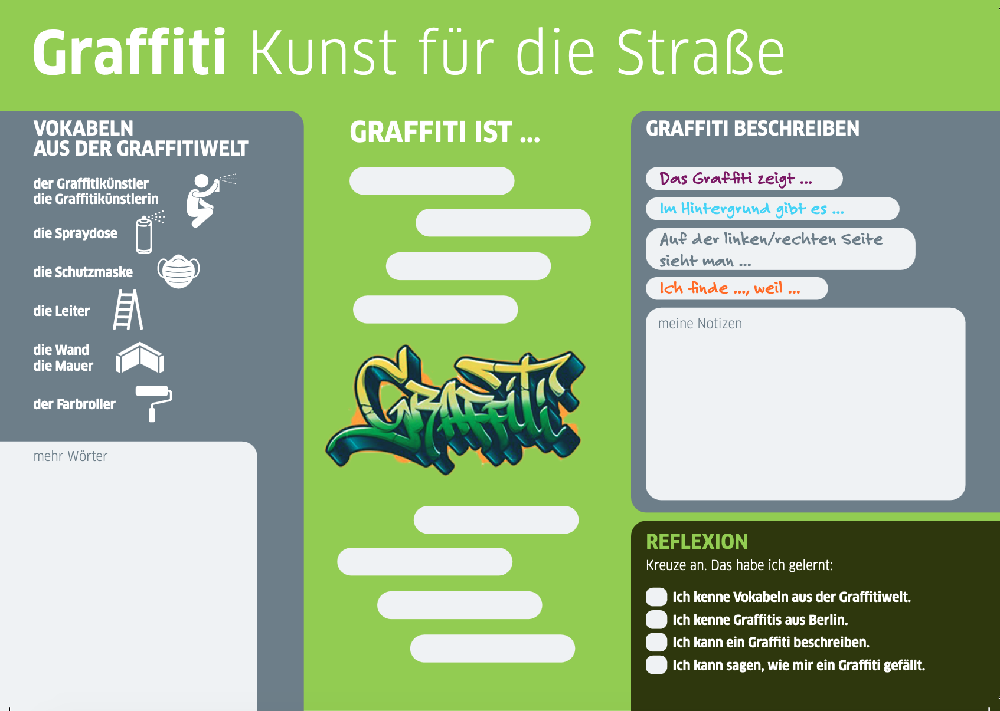 Graffiti Kunst für die Straße
VOKABELN
AUS DER GRAFFITIWELT
der Graffitikünstler
die Graffitikünstlerin
die Spraydose
die Schutzmaske
die Leiter
die Wand
die Mauer
der Farbroller
mehr Wörter
GRAFFITI IST ...
GRAFFITI
GRAFFITI BESCHREIBEN
Das Graffiti zeigt ...
Im Hintergrund gibt es ...
Auf der linken/rechten Seite
sieht man ...
Ich finde ..., weil ...
meine Notizen
REFLEXION
Kreuze an. Das habe ich gelernt:
Ich kenne Vokabeln aus der Graffitiwelt.
Ich kenne Graffitis aus Berlin.
Ich kann ein Graffiti beschreiben.
Ich kann sagen, wie mir ein Graffiti gefällt.